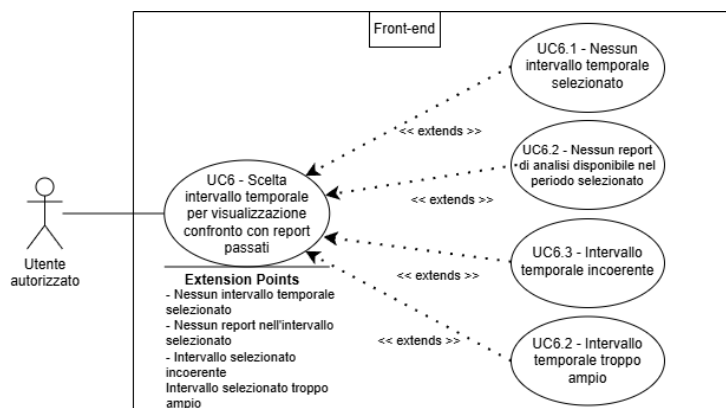 Front-end
UC6.1 - Nessun
intervallo temporale
selezionato
<< extends >>
UC6.2 - Nessun report
di analisi disponibile nel
periodo selezionato
<< extends >>
UC6 - Scelta
intervallo temporale
per visualizzazione
confronto con report
passati
Utente
autorizzato
UC6.3 - Intervallo
temporale incoerente
<< extends >>
Extension Points
- Nessun intervallo temporale
selezionato
- Nessun report nell'intervallo
selezionato
- Intervallo selezionato
incoerente
Intervallo selezionato troppo
ampio
<< extends >>
UC6.2 - Intervallo
temporale troppo
ampio